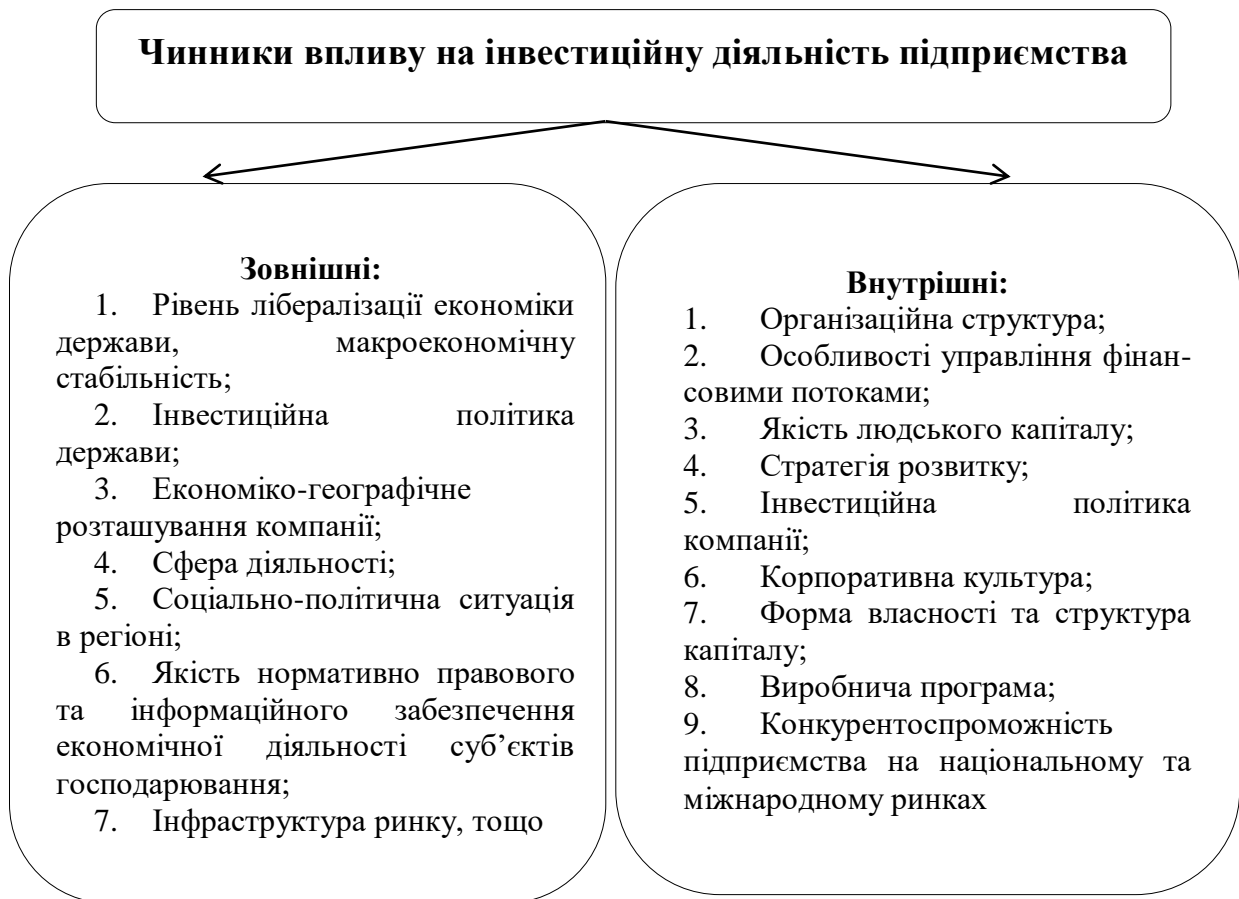 Чинники впливу на інвестиційну діяльність підприємства
Зовнішні:
1. Рівень лібералізації економіки
держави, макроекономічну
стабільність;
2. Інвестиційна політика
держави;
3. Економіко-географічне
розташування компанії;
4. Сфера діяльності;
5. Соціально-політична ситуація
в регіоні;
6. Якість нормативно правового
та інформаційного забезпечення
економічної діяльності суб’єктів
господарювання;
7. Інфраструктура ринку, тощо
Внутрішні:
1. Організаційна структура;
2. Особливості управління фінан-
совими потоками;
3. Якість людського капіталу;
4. Стратегія розвитку;
5. Інвестиційна політика
компанії;
6. Корпоративна культура;
7. Форма власності та структура
капіталу;
8. Виробнича програма;
9. Конкурентоспроможність
підприємства на національному та
міжнародному ринках